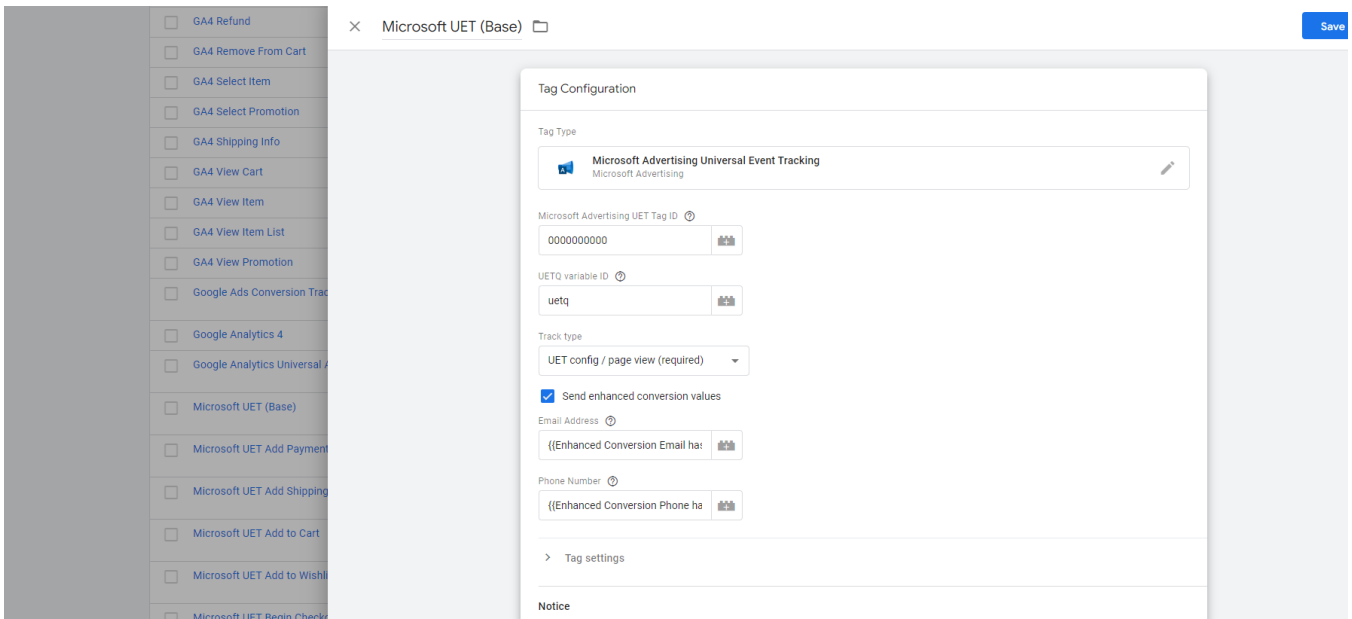 GA4 Refund
GA4 Remove From Cart
GA4 Select Item
GA4 Select Promotion
GA4 Shipping Info
GA4 View Cart
GA4 View Item
GA4 View Item List
GA4 View Promotion
Google Ads Conversion Trac
Google Analytics 4
Google Analytics Universal A
Microsoft UET (Base)
Microsoft UET Add Payment
Microsoft UET Add Shipping
Microsoft UET Add to Cart
Microsoft UET Add to Wishli
Microsoft UET Begin Checko
Microsoft UET (Base)
Save
Tag Configuration
Tag Type
Microsoft Advertising Universal Event Tracking
Microsoft Advertising
Microsoft Advertising UET Tag ID
0000000000
UETQ variable ID
uetq
Track type
UET config / page view (required)
Send enhanced conversion values
Email Address
{{Enhanced Conversion Email has
Phone Number
{{Enhanced Conversion Phone ha
Tag settings
Notice